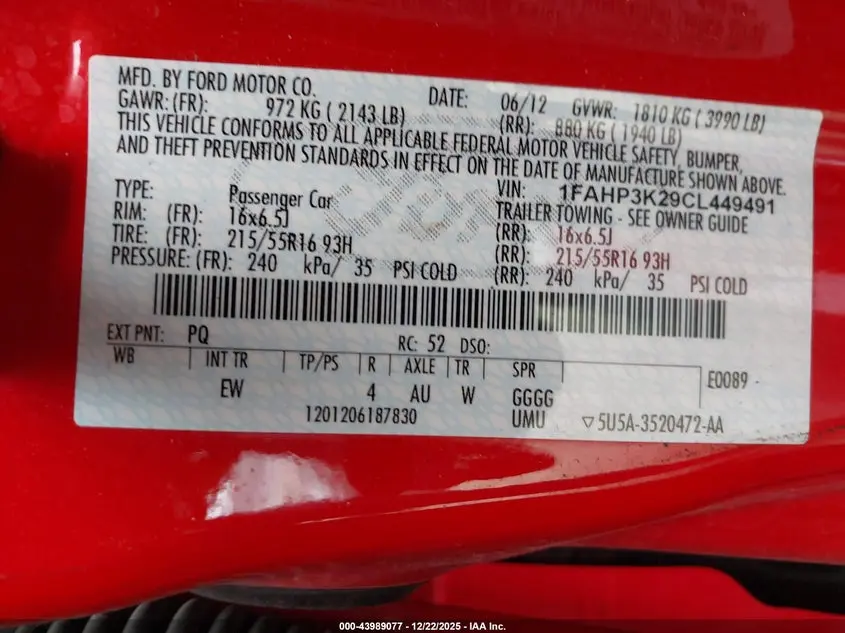 MFD. BY FORD MOTOR CO. DATE: 06/12 GVWR: 1810 KG ( 3990 LB)
GAWR: (FR): 972 KG ( 2143 LB) (RR): 880 KG ( 1940 LB)
THIS VEHICLE CONFORMS TO ALL APPLICABLE FEDERAL MOTOR VEHICLE SAFETY, BUMPER,
AND THEFT PREVENTION STANDARDS IN EFFECT ON THE DATE OF MANUFACTURE SHOWN ABOVE.
VIN: 1FAHP3K29CL449491
TYPE: Passenger Car TRAILER TOWING - SEE OWNER GUIDE
RIM: (FR): 16x6.5J (RR): 16x6.5J
TIRE: (FR): 215/55R16 93H (RR): 215/55R16 93H
PRESSURE: (FR): 240 kPa/ 35 PSI COLD (RR): 240 kPa/ 35 PSI COLD
EXT PNT: PQ RC: 52 DSO:
WB INT TR TP/PS R AXLE TR SPR E0089
EW 4 AU W GGGG
1201206187830 UMU ▽5U5A-3520472-AA
000-43989077 - 12/22/2025 - IAA Inc.